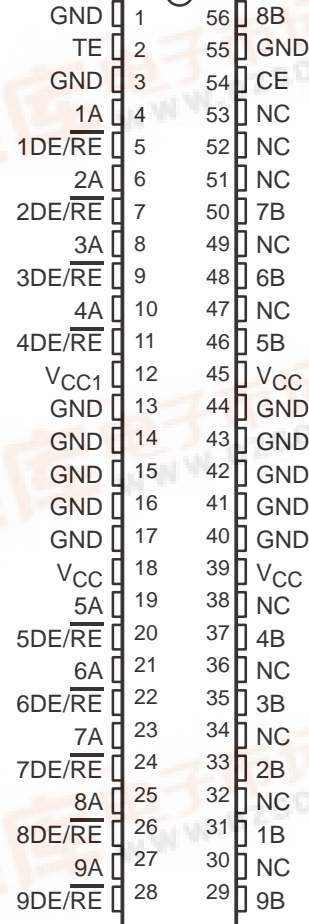 GND 1 56 8B
TE 2 55 GND
GND 3 54 CE
1A 4 53 NC
1DE/RE 5 52 NC
2A 6 51 NC
2DE/RE 7 50 7B
3A 8 49 NC
3DE/RE 9 48 6B
4A 10 47 NC
4DE/RE 11 46 5B
VCC1 12 45 VCC
GND 13 44 GND
GND 14 43 GND
GND 15 42 GND
GND 16 41 GND
GND 17 40 GND
VCC 18 39 VCC
5A 19 38 NC
5DE/RE 20 37 4B
6A 21 36 NC
6DE/RE 22 35 3B
7A 23 34 NC
7DE/RE 24 33 2B
8A 25 32 NC
8DE/RE 26 31 1B
9A 27 30 NC
9DE/RE 28 29 9B